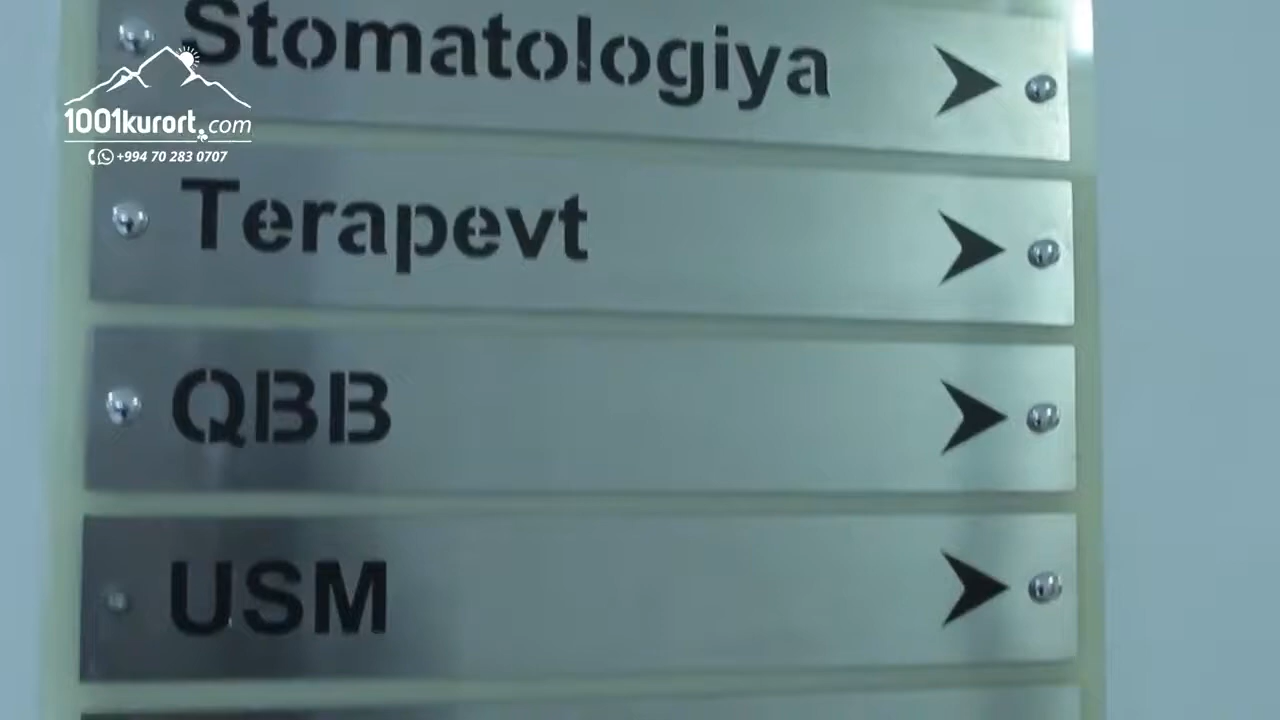 Stomatologiya
1001kurort.com
+994 70 283 0707
Terapevt
QBB
USM